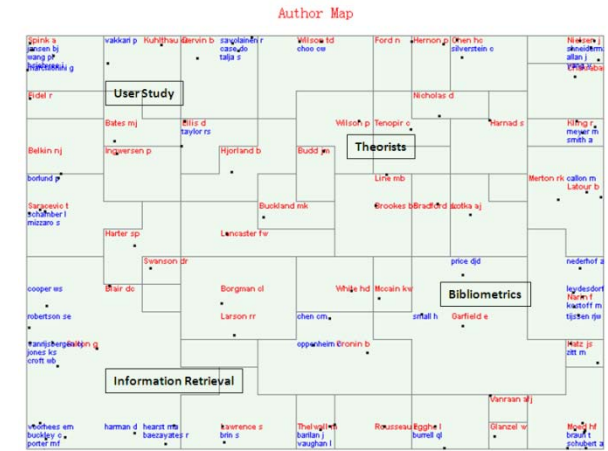 Author Map
Spink a
jansen bj
wang p
vakkari p
Kuhlthau
Dervin b
savolainen r
case do
talja s
Wilson td
choo cw
Ford n
Hernon p
Chen hc
silverstein c
Nielsen j
allan j
User Study
Fidel r
Nicholas d
Bates mj
Ellis d
taylor rs
Wilson p
Tenopir c
Harnad s
Kling r
meyer m
smith a
Theorists
Belkin nj
Ingwersen p
Hjorland b
Budd jm
borlund p
Line mb
Merton rk
callon m
Latour b
Saracevic t
schamber l
mizzaro s
Buckland mk
Brookes b
Bradford
Lotka aj
Harter sp
Lancaster fw
Swanson dr
price djd
nederhof a
cooper ws
Blair dc
Borgman cl
White hd
Mccain kw
Bibliometrics
leydesdorf
Narin f
kostoff m
robertson se
Larson rr
chen cm
small h
Garfield e
tijssen rjw
jones ks
croft wb
oppenheim
Cronin b
Katz js
zitt m
Information Retrieval
Vanraan afj
voorhees em
buckley c
porter mf
harman d
hearst ma
baezayates r
Lawrence s
brin s
Thelwall m
barilan j
vaughan l
Rousseau
Egghe l
burrell ql
Glanzel w
Moed hf
braun t
schubert a